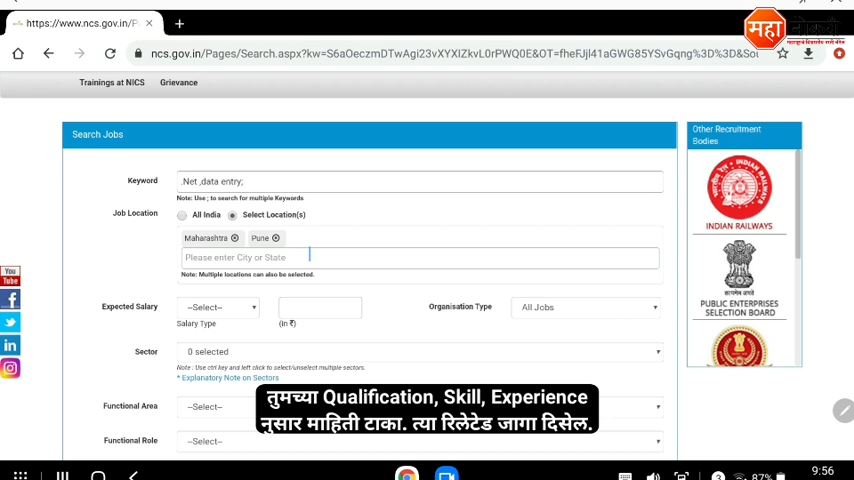 https://www.ncs.gov.in/P
ncs.gov.in/Pages/Search.aspx?kw=S6aOeczmDTwAgi23vXYXIZkvL0rPWQ0E&OT=fheFJjl41aGWG85YSvGqng%3D%3D&Sou
महा
Trainings at NICS Grievance
Search Jobs
Other Recruitment
Bodies
Keyword .Net ,data entry;
Note: Use ; to search for multiple Keywords
Job Location All India Select Location(s)
Maharashtra Pune
Please enter City or State
Note: Multiple locations can also be selected.
INDIAN RAILWAYS
PUBLIC ENTERPRISES
SELECTION BOARD
You
Tube
Expected Salary --Select-- Organisation Type All Jobs
Salary Type (in ₹)
Sector 0 selected
Note : Use ctrl key and left click to select/unselect multiple sectors.
* Explanatory Note on Sectors
Functional Area --Select--
Functional Role --Select--
तुमच्या Qualification, Skill, Experience
नुसार माहिती टाका. त्या रिलेटेड जागा दिसेल.
3 87% 9:56